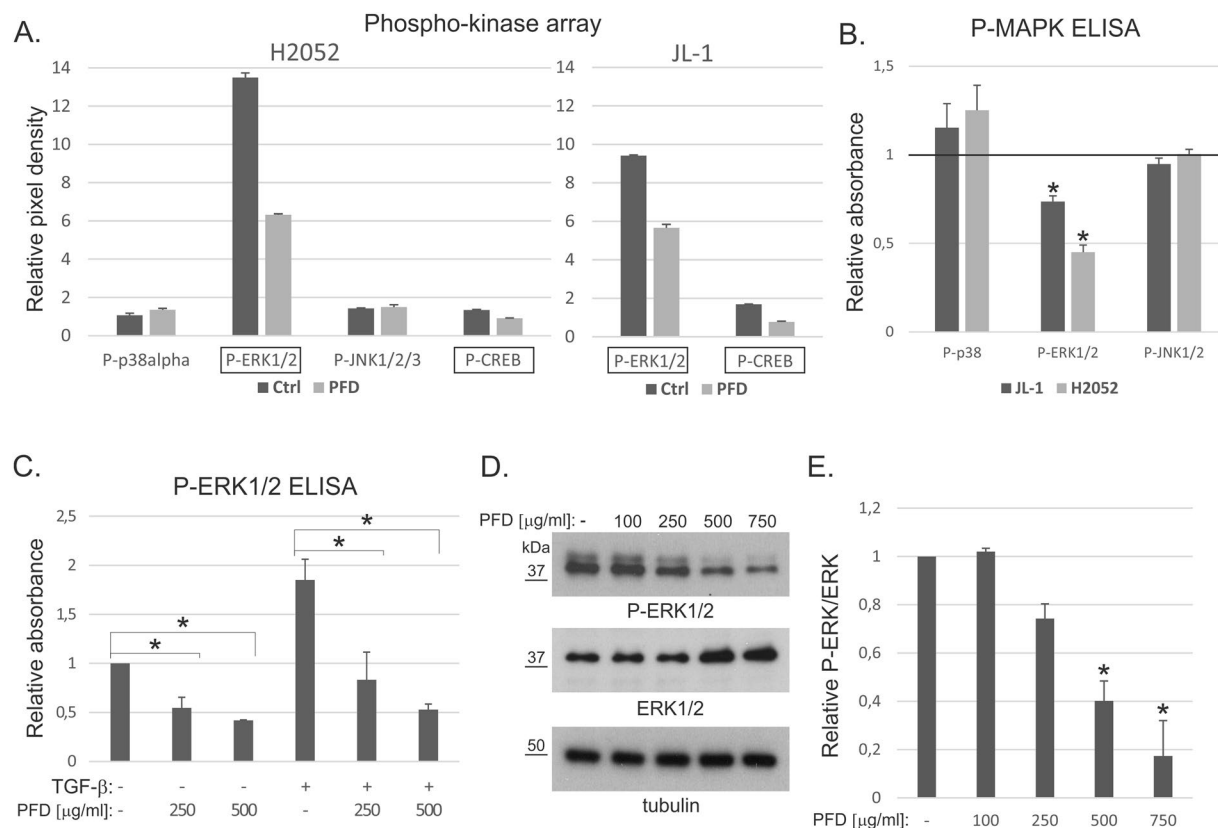 A.
Phospho-kinase array
H2052
JL-1
Relative pixel density
14
12
10
8
6
4
2
0
P-p38alpha
P-ERK1/2
P-JNK1/2/3
P-CREB
Ctrl PFD
14
12
10
8
6
4
2
0
P-ERK1/2
P-CREB
Ctrl PFD
B.
P-MAPK ELISA
Relative absorbance
1,5
1
0,5
0
*
*
P-p38
P-ERK1/2
P-JNK1/2
JL-1 H2052
C.
P-ERK1/2 ELISA
Relative absorbance
2,5
2
1,5
1
0,5
0
*
*
*
*
TGF-β: - - - + + +
PFD [µg/ml]: - 250 500 - 250 500
D.
PFD [µg/ml]: - 100 250 500 750
kDa
37
P-ERK1/2
37
ERK1/2
50
tubulin
E.
Relative P-ERK/ERK
1,2
1
0,8
0,6
0,4
0,2
0
*
*
PFD [µg/ml]: - 100 250 500 750